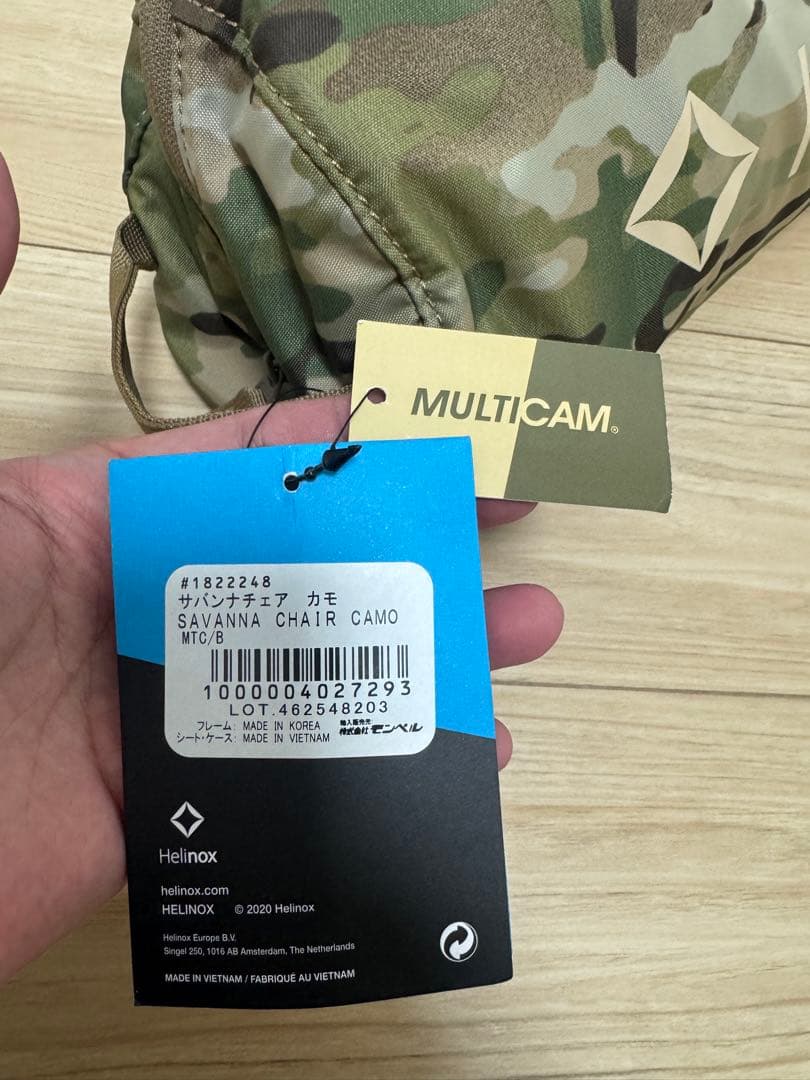 MULTICAM®
#1822248
サバンナチェア カモ
SAVANNA CHAIR CAMO
MTC/B
1000004027293
LOT.462548203
フレーム: MADE IN KOREA
シート・ケース: MADE IN VIETNAM
輸入販売元
株式会社モンベル
Helinox
helinox.com
HELINOX © 2020 Helinox
Helinox Europe B.V.
Singel 250, 1016 AB Amsterdam, The Netherlands
MADE IN VIETNAM / FABRIQUÉ AU VIETNAM